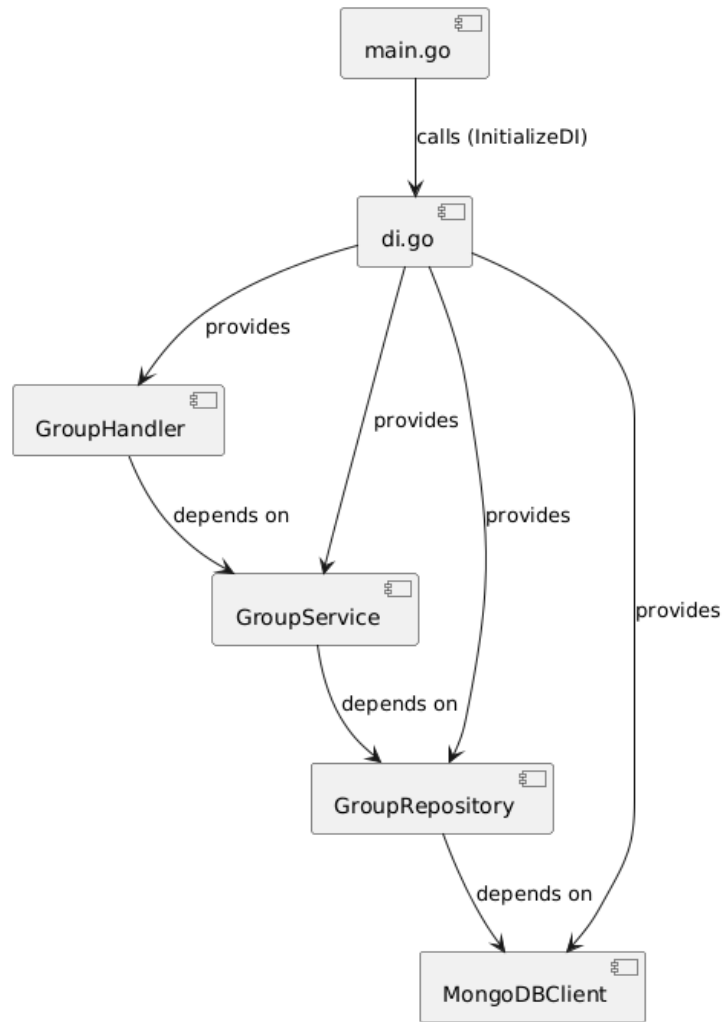 main.go
calls (InitializeDI)
di.go
provides
GroupHandler
provides
depends on
provides
GroupService
provides
depends on
GroupRepository
depends on
MongoDBClient